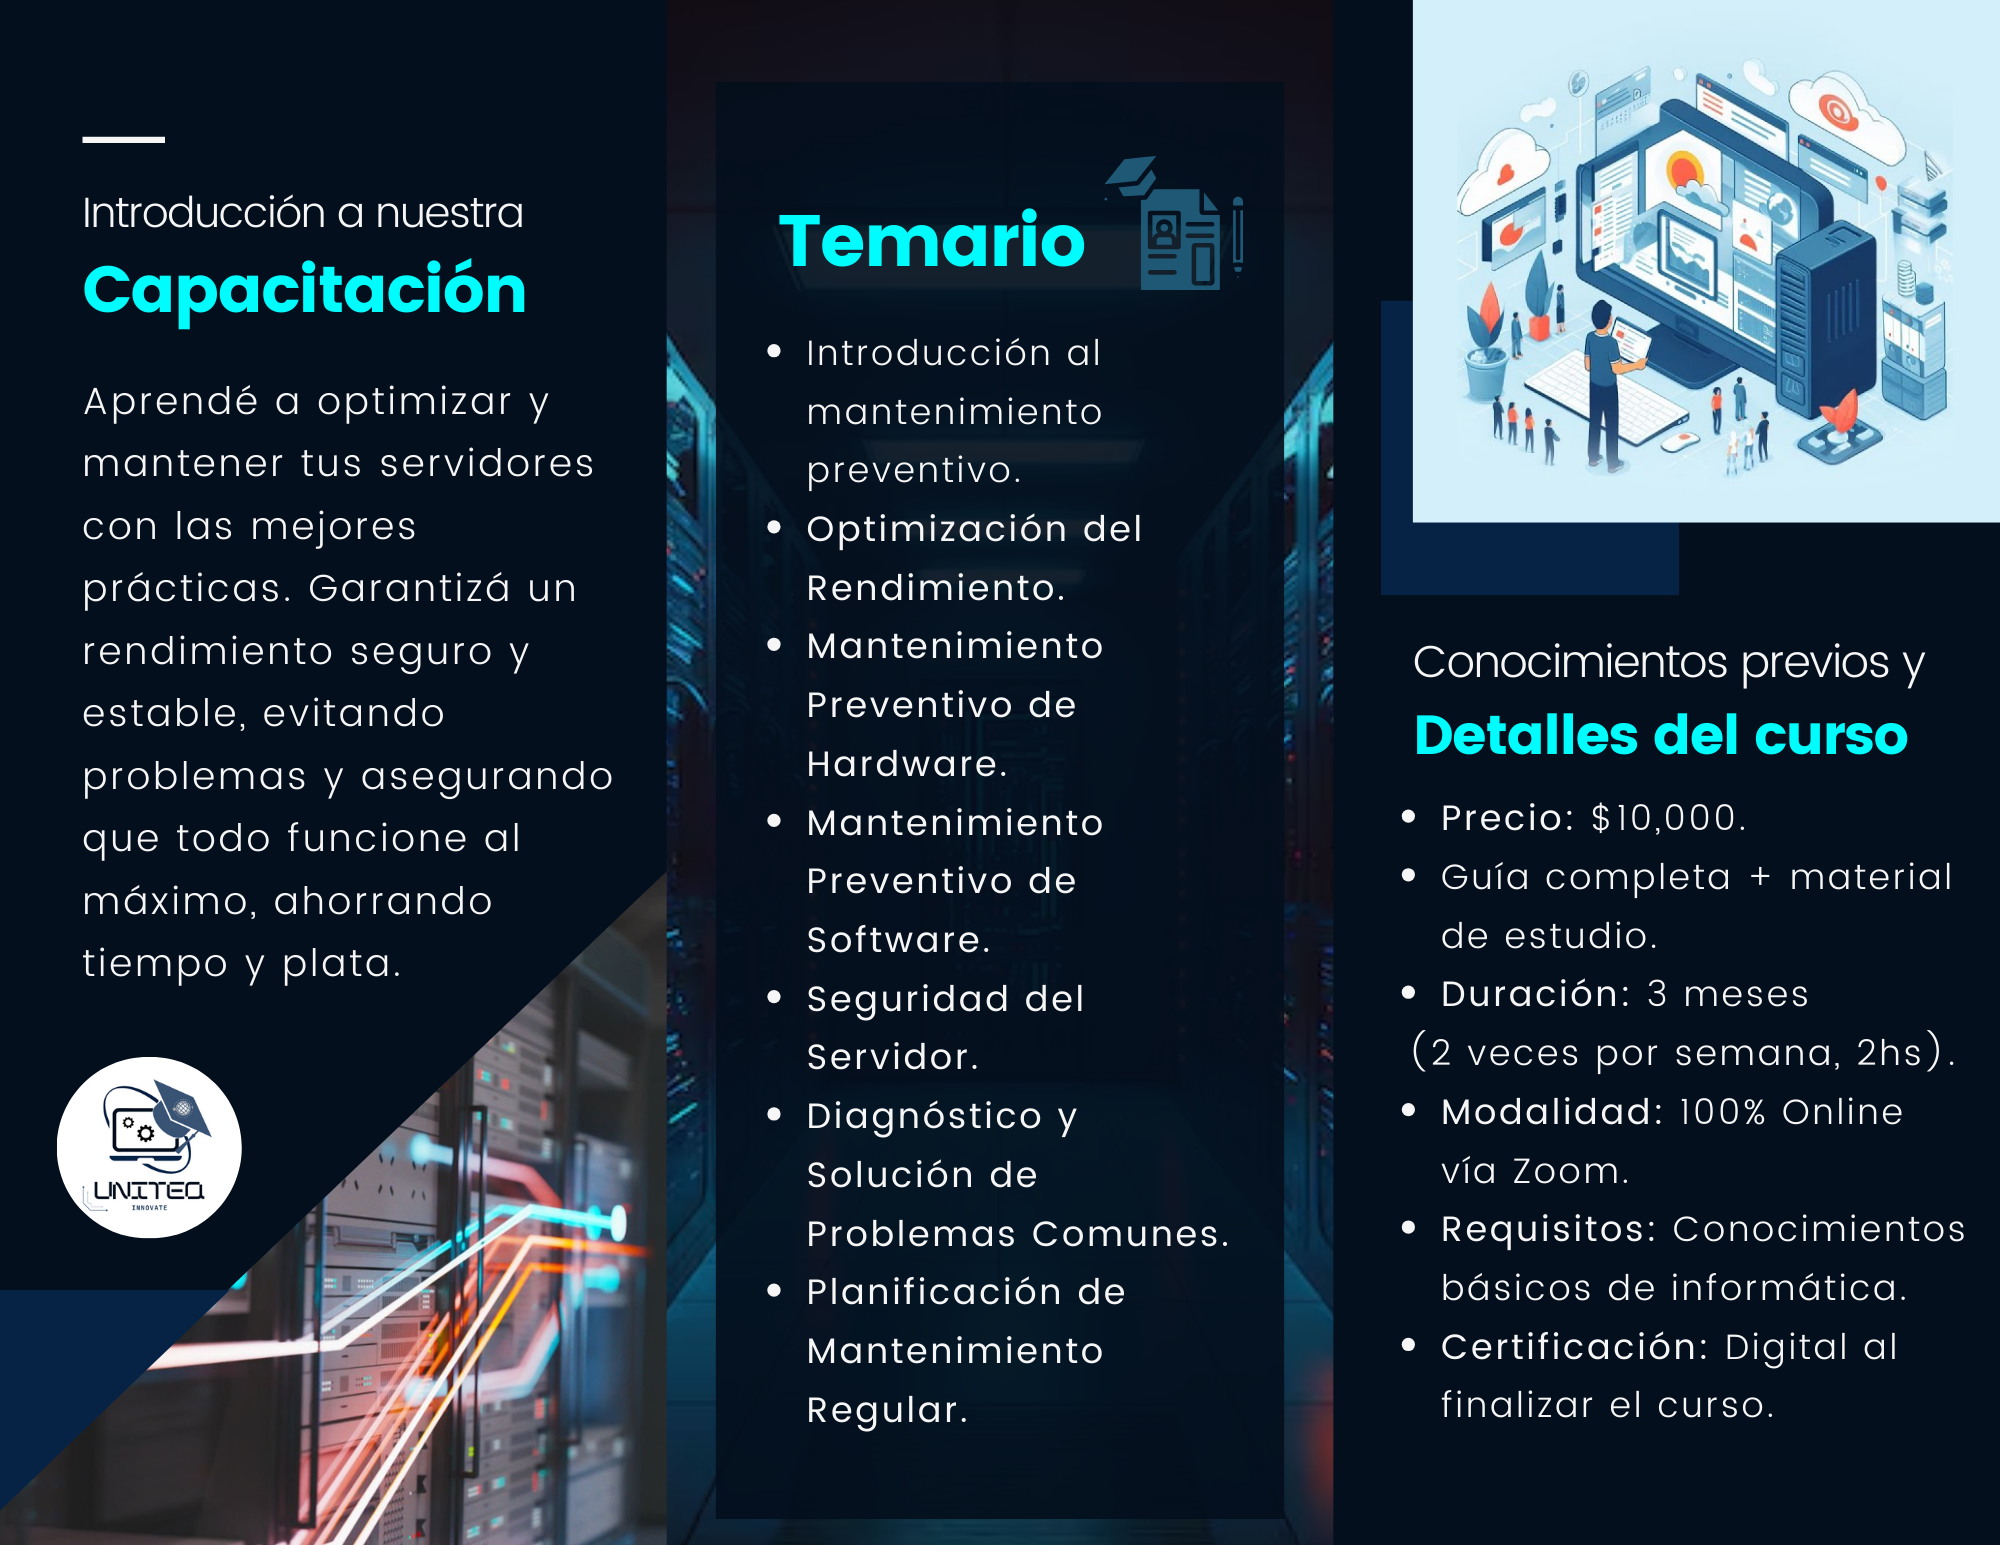 Introducción a nuestra
Capacitación
Aprendé a optimizar y
mantener tus servidores
con las mejores
prácticas. Garantizá un
rendimiento seguro y
estable, evitando
problemas y asegurando
que todo funcione al
máximo, ahorrando
tiempo y plata.
UNITEQ
INNOVATE
Temario
• Introducción al
mantenimiento
preventivo.
• Optimización del
Rendimiento.
• Mantenimiento
Preventivo de
Hardware.
• Mantenimiento
Preventivo de
Software.
• Seguridad del
Servidor.
• Diagnóstico y
Solución de
Problemas Comunes.
• Planificación de
Mantenimiento
Regular.
Conocimientos previos y
Detalles del curso
• Precio: $10,000.
• Guía completa + material
de estudio.
• Duración: 3 meses
(2 veces por semana, 2hs).
• Modalidad: 100% Online
vía Zoom.
• Requisitos: Conocimientos
básicos de informática.
• Certificación: Digital al
finalizar el curso.